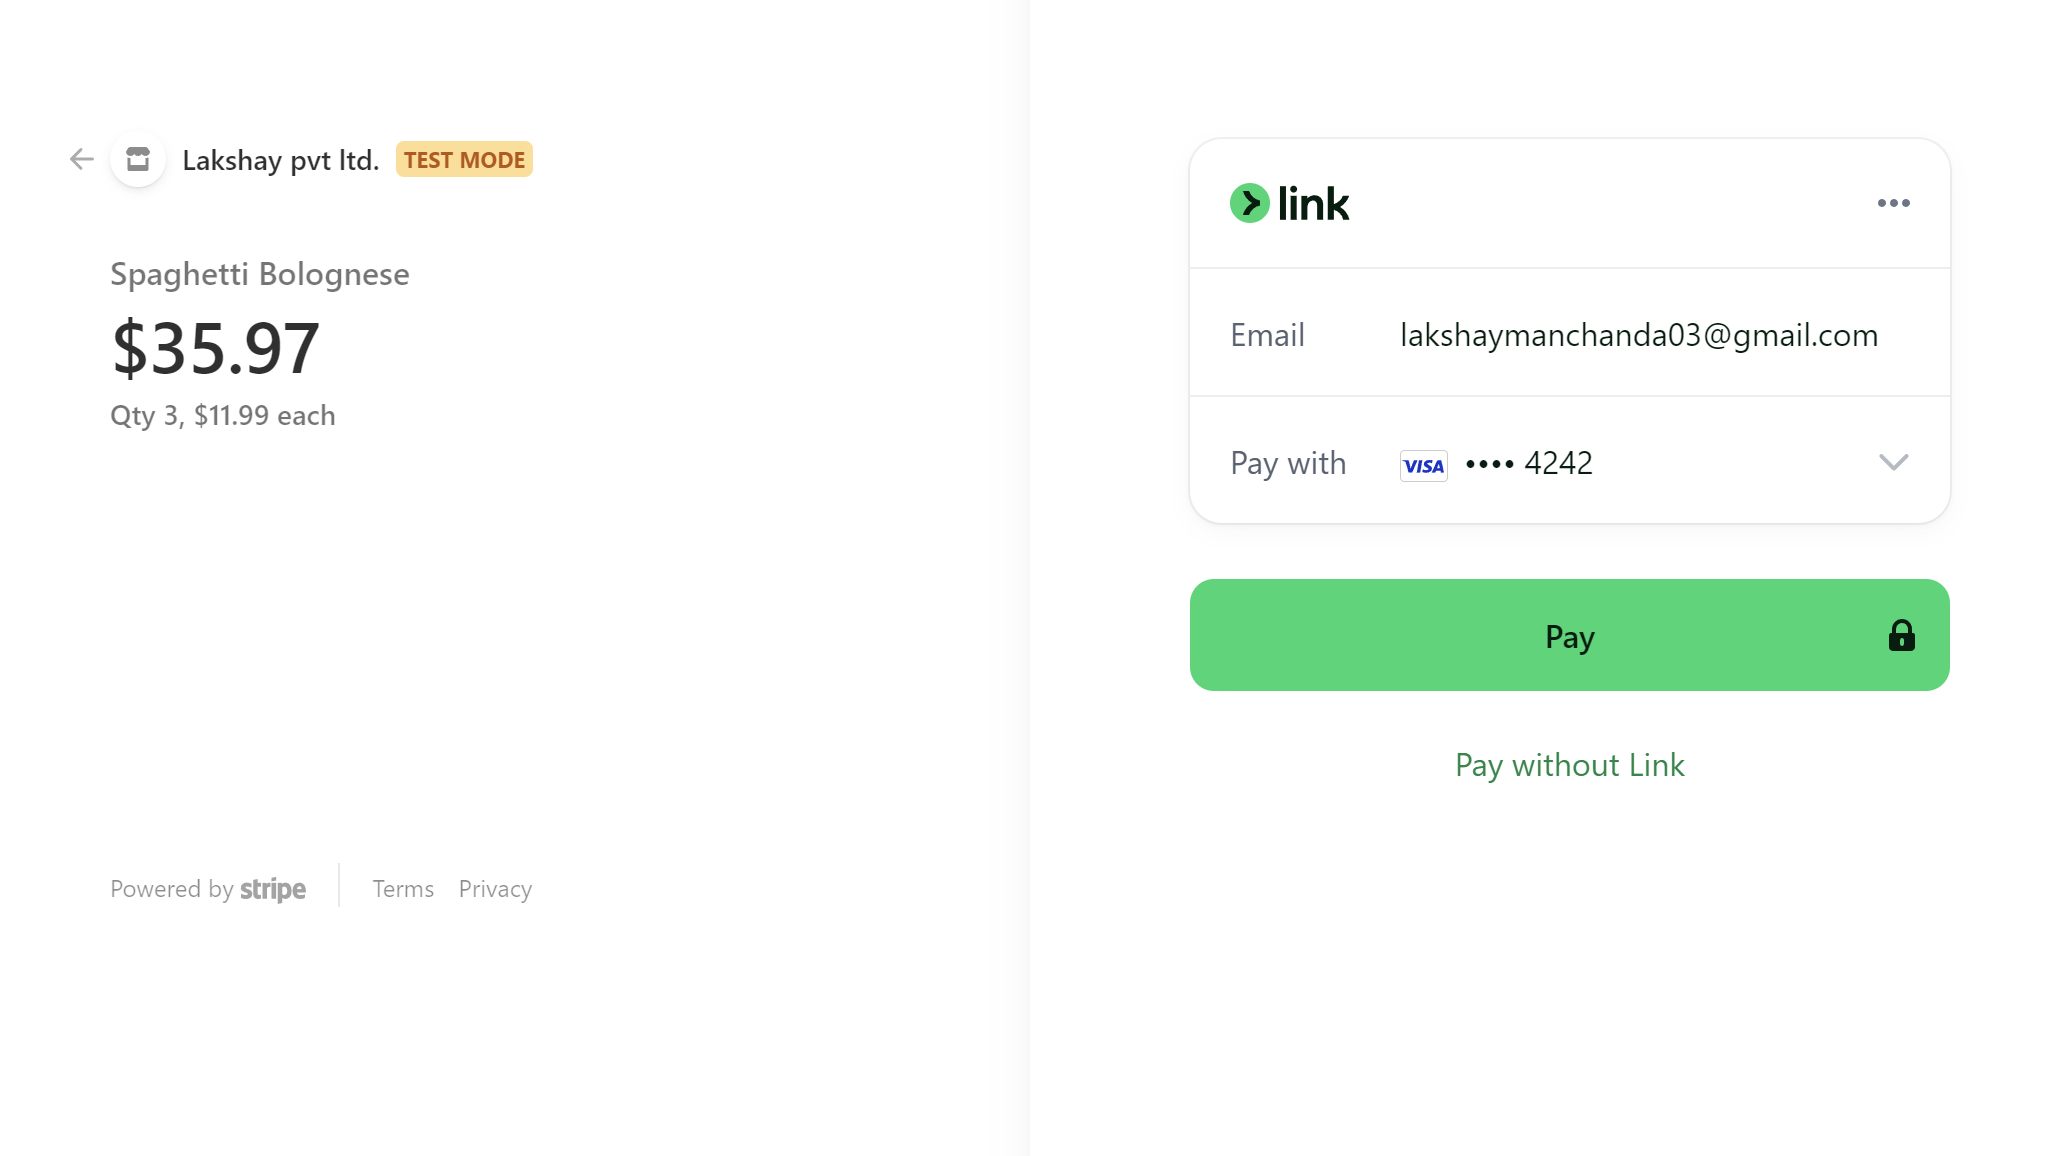 Lakshay pvt ltd. TEST MODE
Spaghetti Bolognese
$35.97
Qty 3, $11.99 each
Powered by stripe
Terms Privacy
link
Email lakshaymanchanda03@gmail.com
Pay with VISA •••• 4242
Pay
Pay without Link